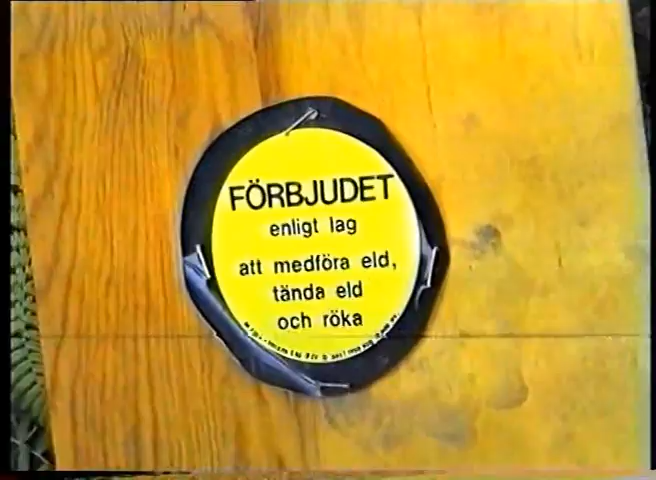 FÖRBJUDET
enligt lag
att medföra eld,
tända eld
och röka